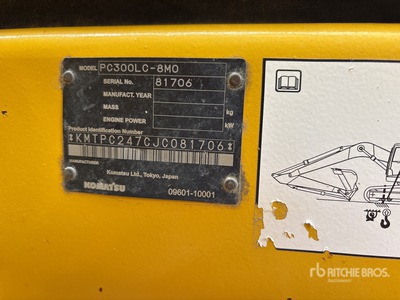 MODEL PC300LC-8M0
SERIAL No. 81706
MANUFACT. YEAR
MASS kg
ENGINE POWER kW
Product Identification Number
*KMTPC247CJC081706*
MANUFACTURER
Komatsu Ltd., Tokyo, Japan
KOMATSU
09601-10001
rb RITCHIE BROS.